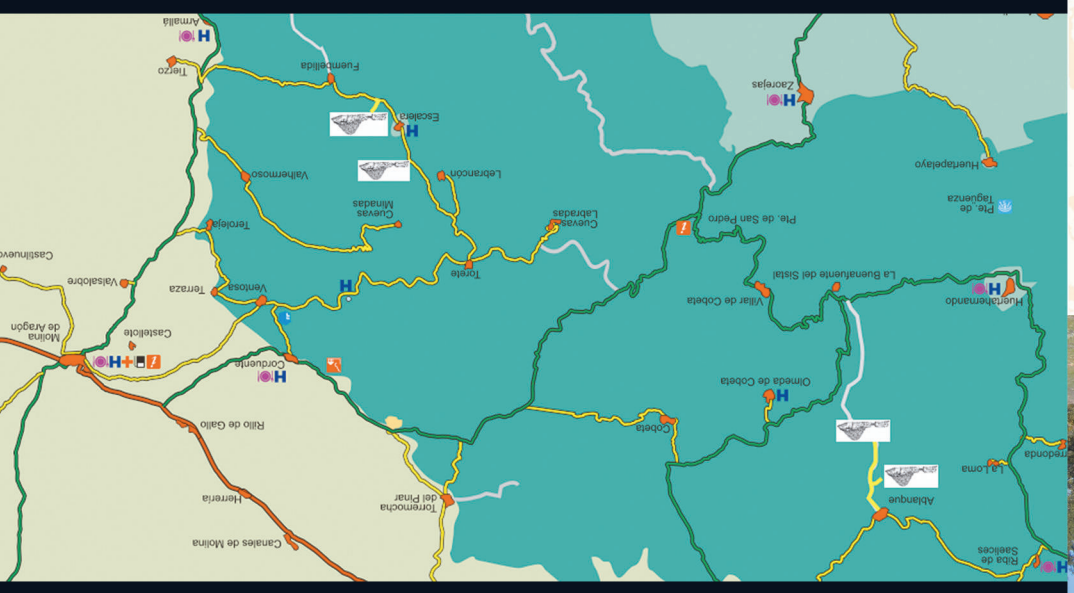 Riba de
Saelices
Canales de Molina
Ablanque
Herrería
Torremocha
del Pinar
La Loma
rredonda
Cobeta
Rillo de Gallo
Olmeda de Cobeta
Corduente
H
Castellote
Molina
de Aragón
H
Huertahernando
H
Villar de Cobeta
La Buenafuente del Sistal
Ventosa
Terraza
H
Valsalobre
Torete
Castilnuev
Pte. de San Pedro
Cuevas
Labradas
Teroleja
Pte. de
Tagüenza
Cuevas
Minadas
Lebrancón
Valhermoso
Huertapelayo
Escalera
H
Zaorejas
H
Fuembellida
Tierzo
Armallá
H
H